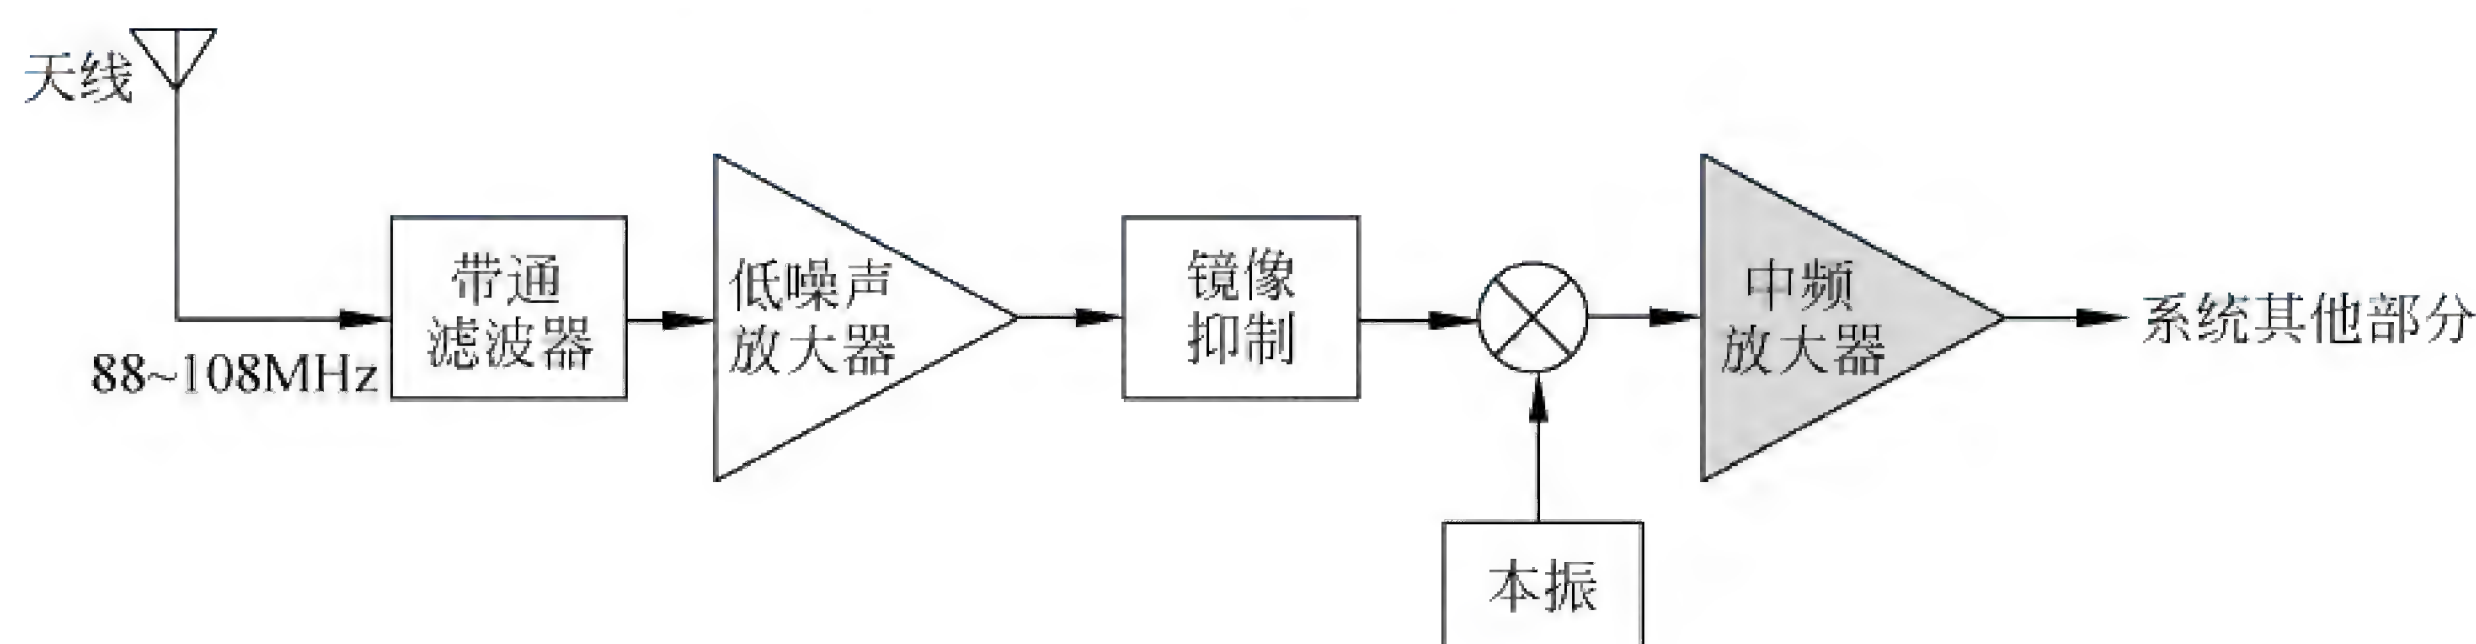 天线
88~108MHz
带通
滤波器
低噪声
放大器
镜像
抑制
本振
中频
放大器
系统其他部分